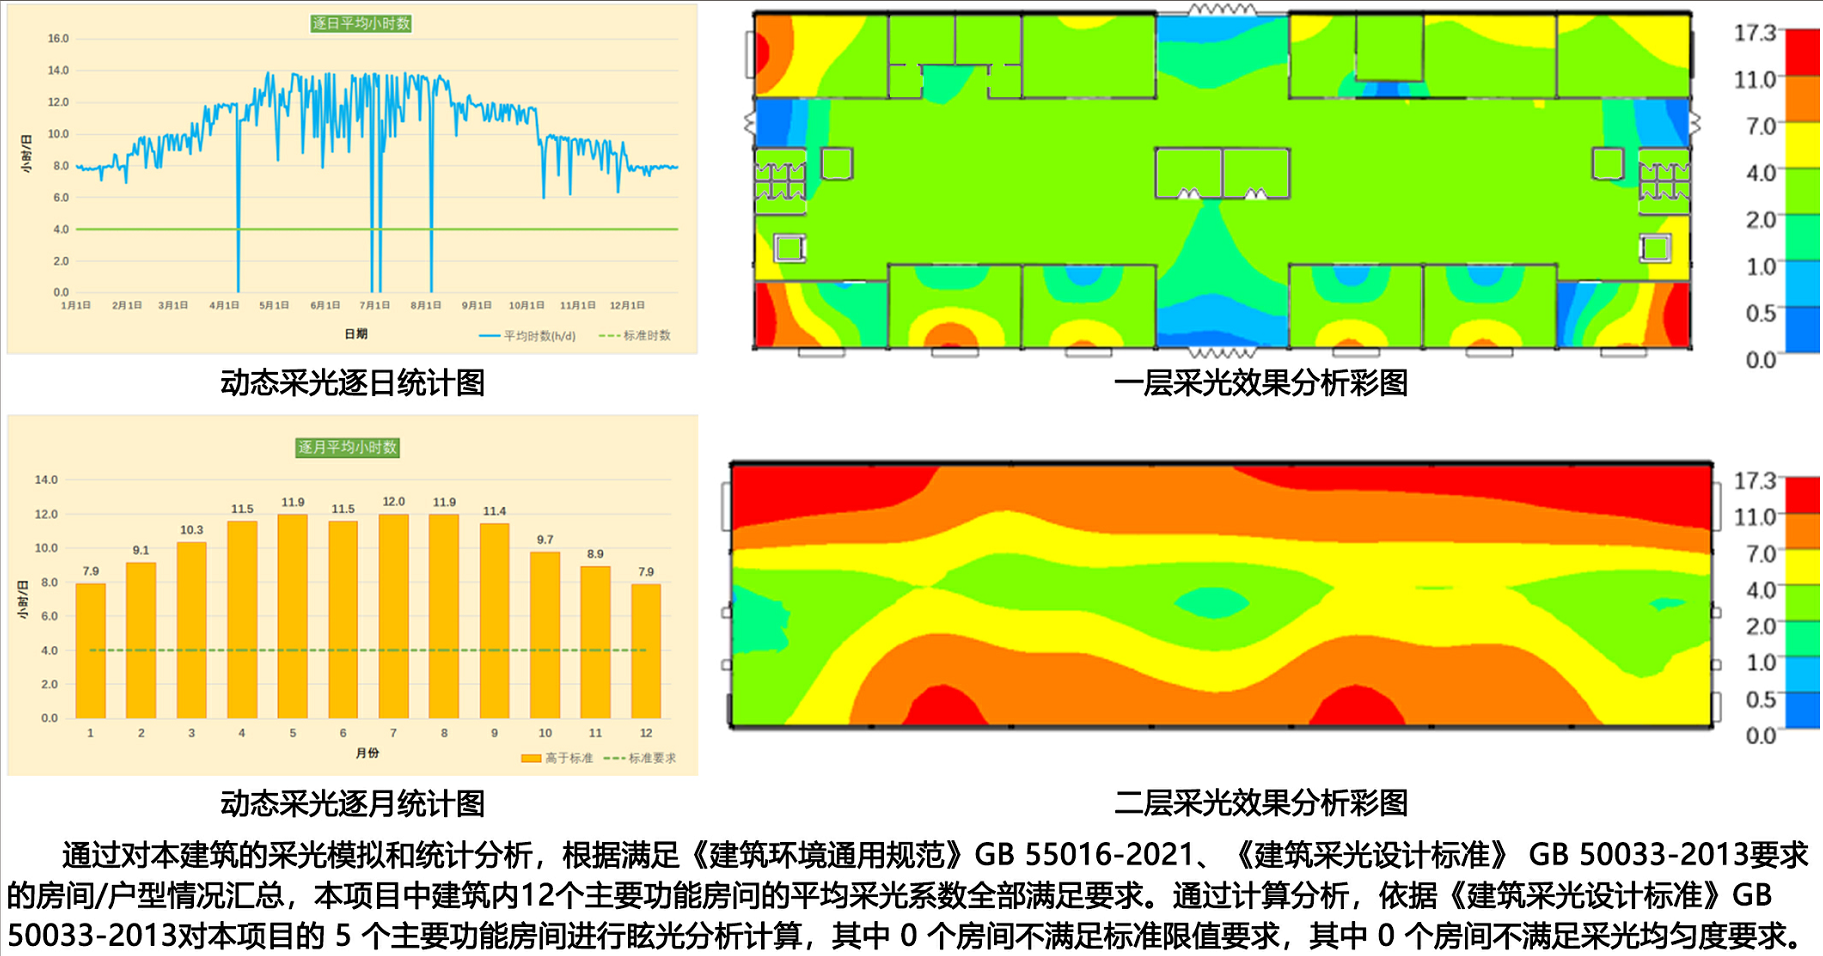 逐日平均小时数
16.0
14.0
12.0
10.0
8.0
6.0
4.0
2.0
0.0
小时/日
1月1日 2月1日 3月1日 4月1日 5月1日 6月1日 7月1日 8月1日 9月1日 10月1日 11月1日 12月1日
日期
平均时数(h/d) 标准时数
动态采光逐日统计图
17.3
11.0
7.0
4.0
2.0
1.0
0.5
0.0
一层采光效果分析彩图
逐月平均小时数
14.0
12.0
10.0
8.0
6.0
4.0
2.0
0.0
小时/日
7.9 9.1 10.3 11.5 11.9 11.5 12.0 11.9 11.4 9.7 8.9 7.9
1 2 3 4 5 6 7 8 9 10 11 12
月份
高于标准 标准要求
动态采光逐月统计图
17.3
11.0
7.0
4.0
2.0
1.0
0.5
0.0
二层采光效果分析彩图
通过对本建筑的采光模拟和统计分析，根据满足《建筑环境通用规范》GB 55016-2021、《建筑采光设计标准》 GB 50033-2013要求
的房间/户型情况汇总，本项目中建筑内12个主要功能房问的平均采光系数全部满足要求。通过计算分析，依据《建筑采光设计标准》GB
50033-2013对本项目的 5 个主要功能房间进行眩光分析计算，其中 0 个房间不满足标准限值要求，其中 0 个房间不满足采光均匀度要求。